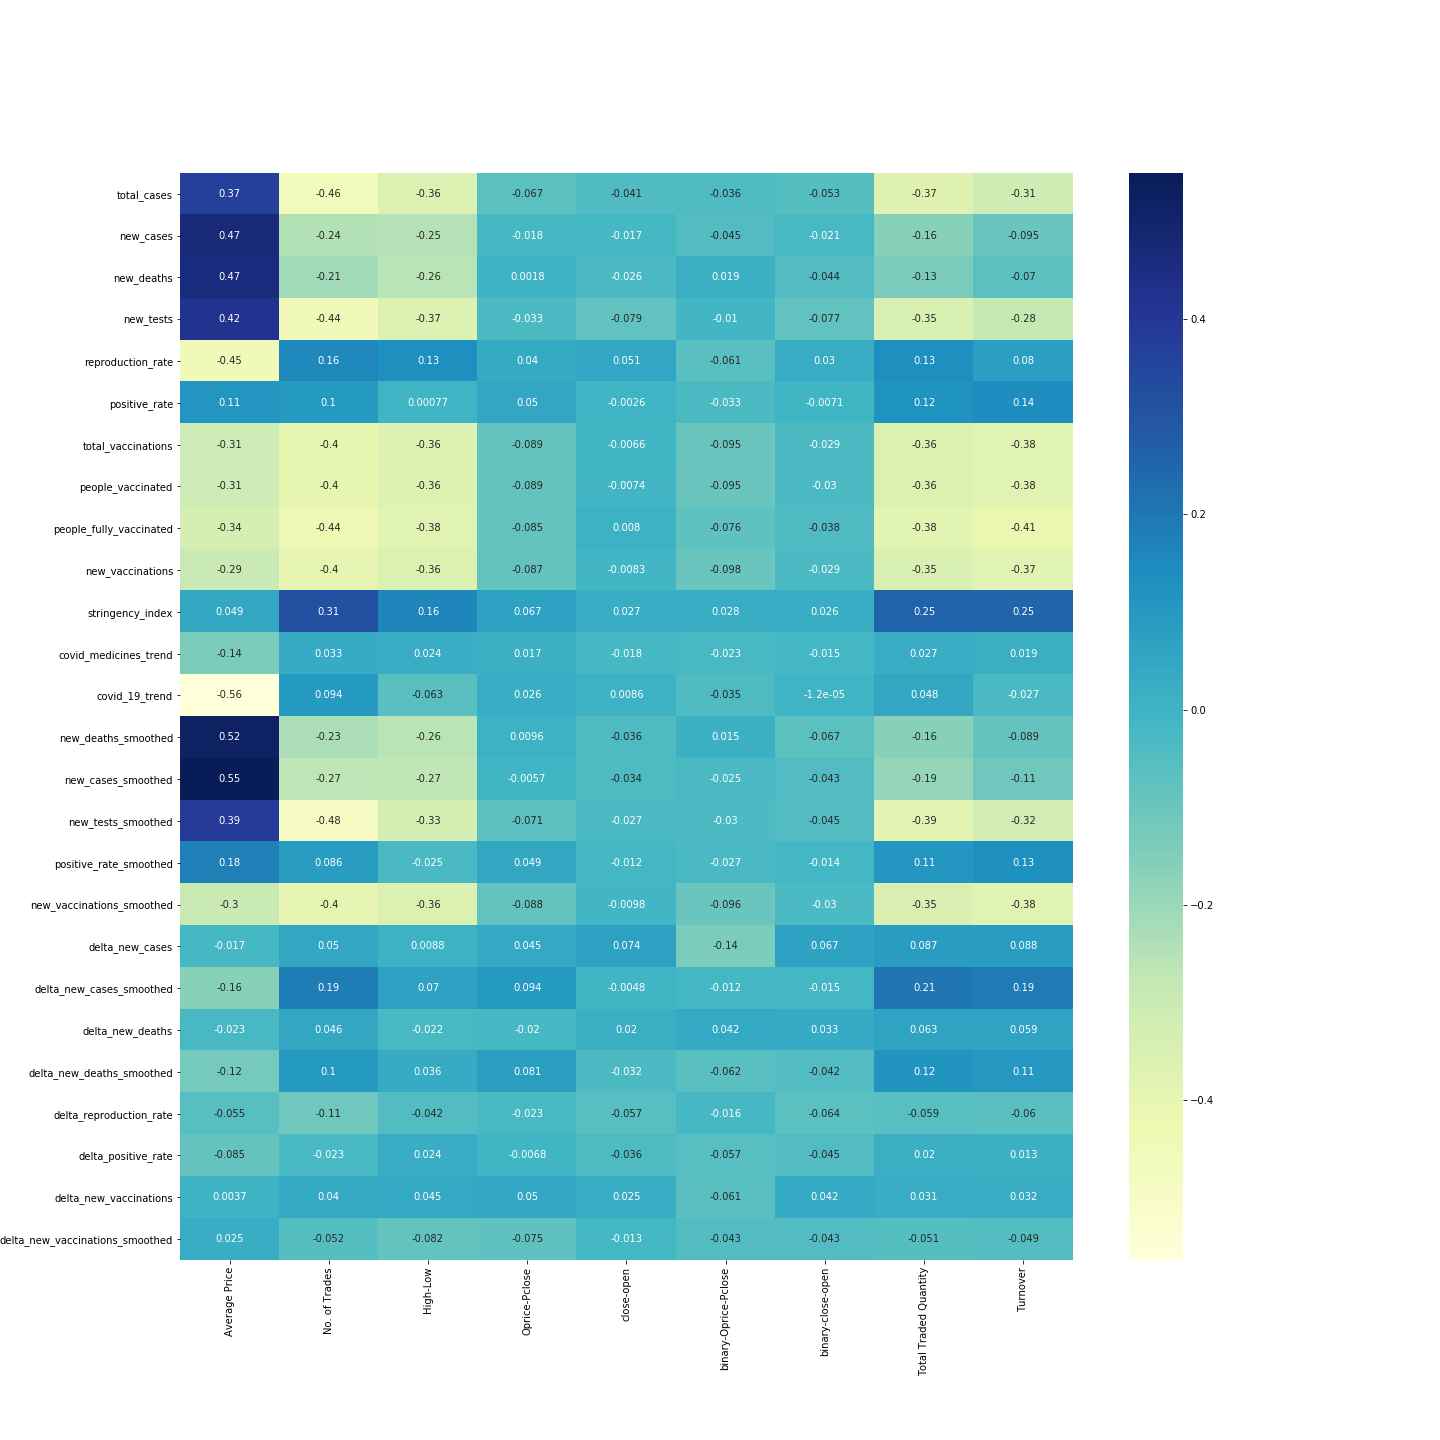 total_cases 0.37 -0.46 -0.36 -0.067 -0.041 -0.036 -0.053 -0.37 -0.31
new_cases 0.47 -0.24 -0.25 -0.018 -0.017 -0.045 -0.021 -0.16 -0.095
new_deaths 0.47 -0.21 -0.26 0.0018 -0.026 0.019 -0.044 -0.13 -0.07
new_tests 0.42 -0.44 -0.37 -0.033 -0.079 -0.01 -0.077 -0.35 -0.28
0.4
reproduction_rate -0.45 0.16 0.13 0.04 0.051 -0.061 0.03 0.13 0.08
positive_rate 0.11 0.1 0.00077 0.05 -0.0026 -0.033 -0.0071 0.12 0.14
total_vaccinations -0.31 -0.4 -0.36 -0.089 -0.0066 -0.095 -0.029 -0.36 -0.38
people_vaccinated -0.31 -0.4 -0.36 -0.089 -0.0074 -0.095 -0.03 -0.36 -0.38
0.2
people_fully_vaccinated -0.34 -0.44 -0.38 -0.085 0.008 -0.076 -0.038 -0.38 -0.41
new_vaccinations -0.29 -0.4 -0.36 -0.087 -0.0083 -0.098 -0.029 -0.35 -0.37
stringency_index 0.049 0.31 0.16 0.067 0.027 0.028 0.026 0.25 0.25
covid_medicines_trend -0.14 0.033 0.024 0.017 -0.018 -0.023 -0.015 0.027 0.019
covid_19_trend -0.56 0.094 -0.063 0.026 0.0086 -0.035 -1.2e-05 0.048 -0.027
0.0
new_deaths_smoothed 0.52 -0.23 -0.26 0.0096 -0.036 0.015 -0.067 -0.16 -0.089
new_cases_smoothed 0.55 -0.27 -0.27 -0.0057 -0.034 -0.025 -0.043 -0.19 -0.11
new_tests_smoothed 0.39 -0.48 -0.33 -0.071 -0.027 -0.03 -0.045 -0.39 -0.32
positive_rate_smoothed 0.18 0.086 -0.025 0.049 -0.012 -0.027 -0.014 0.11 0.13
new_vaccinations_smoothed -0.3 -0.4 -0.36 -0.088 -0.0098 -0.096 -0.03 -0.35 -0.38
−0.2
delta_new_cases -0.017 0.05 0.0088 0.045 0.074 -0.14 0.067 0.087 0.088
delta_new_cases_smoothed -0.16 0.19 0.07 0.094 -0.0048 -0.012 -0.015 0.21 0.19
delta_new_deaths -0.023 0.046 -0.022 -0.02 0.02 0.042 0.033 0.063 0.059
delta_new_deaths_smoothed -0.12 0.1 0.036 0.081 -0.032 -0.062 -0.042 0.12 0.11
delta_reproduction_rate -0.055 -0.11 -0.042 -0.023 -0.057 -0.016 -0.064 -0.059 -0.06
−0.4
delta_positive_rate -0.085 -0.023 0.024 -0.0068 -0.036 -0.057 -0.045 0.02 0.013
delta_new_vaccinations 0.0037 0.04 0.045 0.05 0.025 -0.061 0.042 0.031 0.032
delta_new_vaccinations_smoothed 0.025 -0.052 -0.082 -0.075 -0.013 -0.043 -0.043 -0.051 -0.049
Average Price
No. of Trades
High-Low
Oprice-Pclose
close-open
binary-Oprice-Pclose
binary-close-open
Total Traded Quantity
Turnover